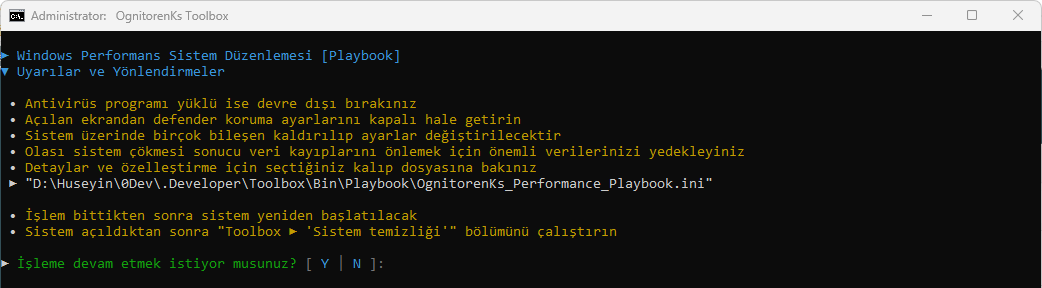 Administrator: OgnitorenKs Toolbox
► Windows Performans Sistem Düzenlemesi [Playbook]
▼ Uyarılar ve Yönlendirmeler
• Antivirüs programı yüklü ise devre dışı bırakınız
• Açılan ekrandan defender koruma ayarlarını kapalı hale getirin
• Sistem üzerinde birçok bileşen kaldırılıp ayarlar değiştirilecektir
• Olası sistem çökmesi sonucu veri kayıplarını önlemek için önemli verilerinizi yedekleyiniz
• Detaylar ve özelleştirme için seçtiğiniz kalıp dosyasına bakınız
► "D:\Huseyin\0Dev\.Developer\Toolbox\Bin\Playbook\OgnitorenKs_Performance_Playbook.ini"
• İşlem bittikten sonra sistem yeniden başlatılacak
• Sistem açıldıktan sonra "Toolbox ► 'Sistem temizliği'" bölümünü çalıştırın
► İşleme devam etmek istiyor musunuz? [ Y │ N ]: